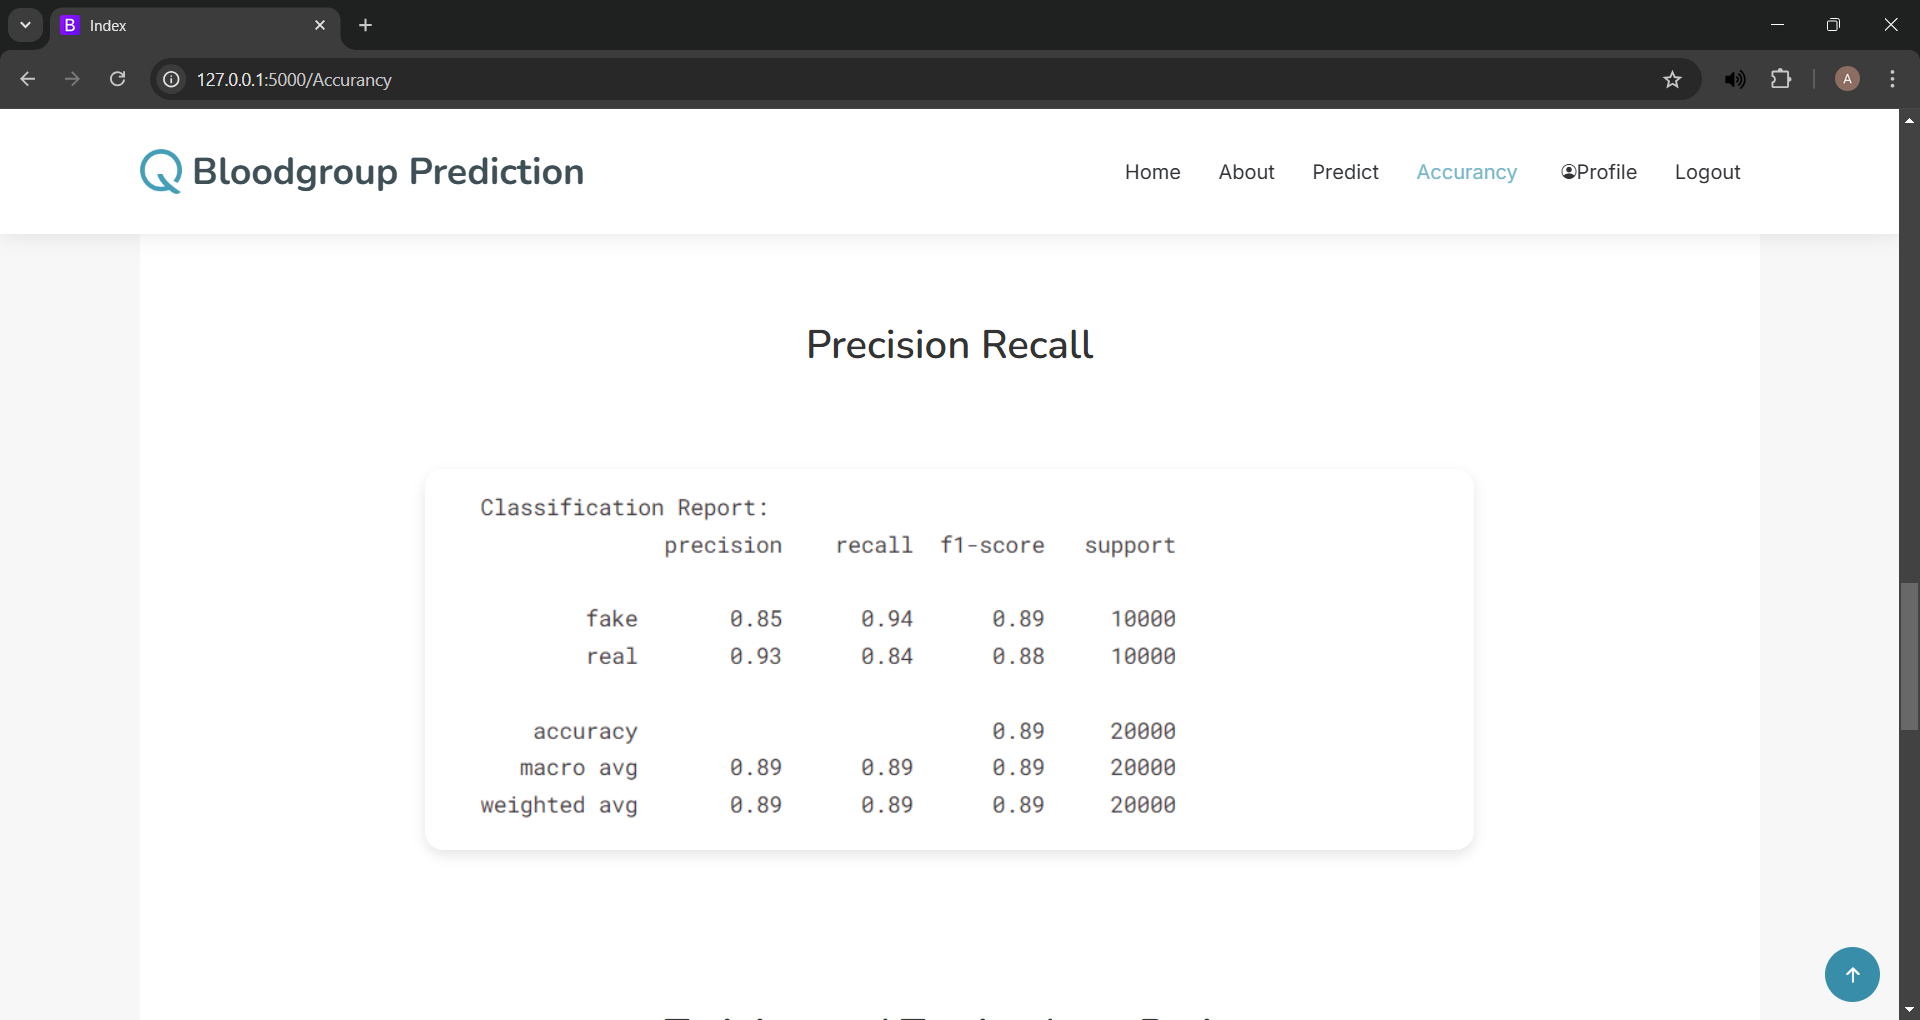 Index
127.0.0.1:5000/Accurancy
A
Bloodgroup Prediction
Home About Predict Accurancy Profile Logout
Precision Recall
Classification Report:
precision recall f1-score support
fake 0.85 0.94 0.89 10000
real 0.93 0.84 0.88 10000
accuracy 0.89 20000
macro avg 0.89 0.89 0.89 20000
weighted avg 0.89 0.89 0.89 20000